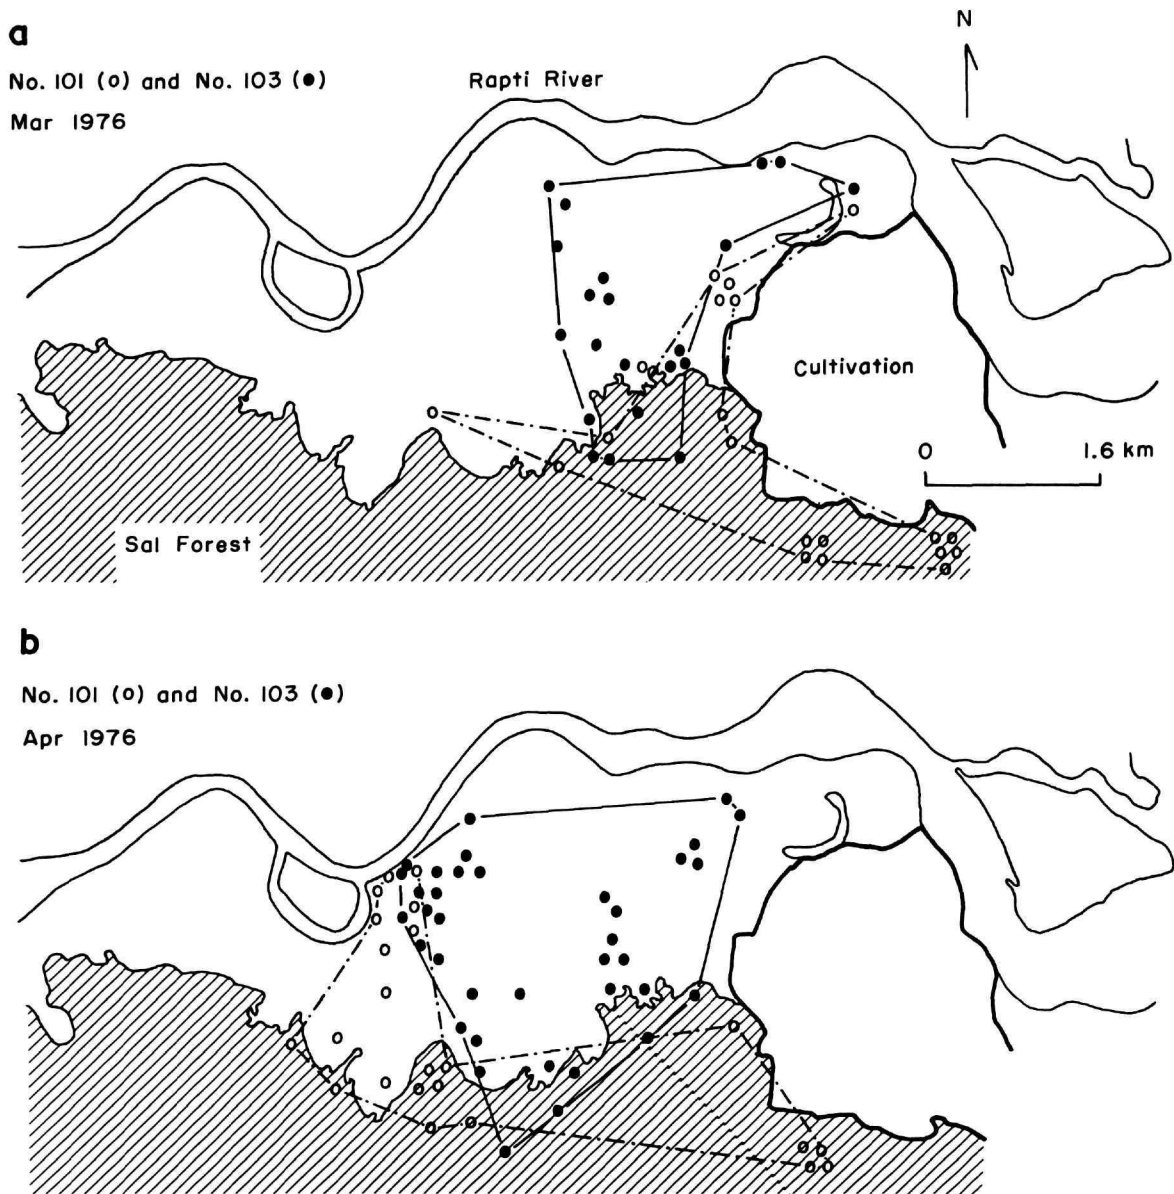 a
No. 101 (o) and No. 103 (●)
Mar 1976
Rapti River
N
Cultivation
0 1.6 km
Sal Forest
b
No. 101 (o) and No. 103 (●)
Apr 1976